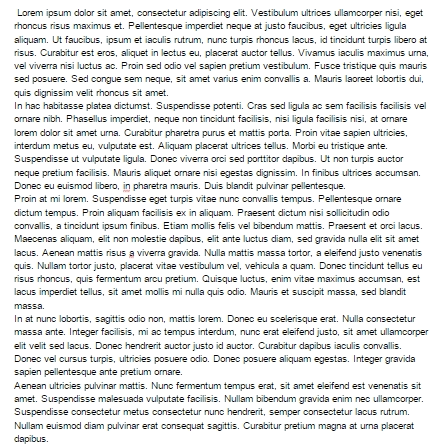 Lorem ipsum dolor sit amet, consectetur adipiscing elit. Vestibulum ultrices ullamcorper nisi, eget
rhoncus risus maximus et. Pellentesque imperdiet neque at justo faucibus, eget ultricies ligula
aliquam. Ut faucibus, ipsum et iaculis rutrum, nunc turpis rhoncus lacus, id tincidunt turpis libero at
risus. Curabitur est eros, aliquet in lectus eu, placerat auctor tellus. Vivamus iaculis maximus urna,
vel viverra nisi luctus ac. Proin sed odio vel sapien pretium vestibulum. Fusce tristique quis mauris
sed posuere. Sed congue sem neque, sit amet varius enim convallis a. Mauris laoreet lobortis dui,
quis dignissim velit rhoncus sit amet.
In hac habitasse platea dictumst. Suspendisse potenti. Cras sed ligula ac sem facilisis facilisis vel
ornare nibh. Phasellus imperdiet, neque non tincidunt facilisis, nisi ligula facilisis nisi, at ornare
lorem dolor sit amet urna. Curabitur pharetra purus et mattis porta. Proin vitae sapien ultricies,
interdum metus eu, vulputate est. Aliquam placerat ultrices tellus. Morbi eu tristique ante.
Suspendisse ut vulputate ligula. Donec viverra orci sed porttitor dapibus. Ut non turpis auctor
neque pretium facilisis. Mauris aliquet ornare nisi egestas dignissim. In finibus ultrices accumsan.
Donec eu euismod libero, in pharetra mauris. Duis blandit pulvinar pellentesque.
Proin at mi lorem. Suspendisse eget turpis vitae nunc convallis tempus. Pellentesque ornare
dictum tempus. Proin aliquam facilisis ex in aliquam. Praesent dictum nisi sollicitudin odio
convallis, a tincidunt ipsum finibus. Etiam mollis felis vel bibendum mattis. Praesent et orci lacus.
Maecenas aliquam, elit non molestie dapibus, elit ante luctus diam, sed gravida nulla elit sit amet
lacus. Aenean mattis risus a viverra gravida. Nulla mattis massa tortor, a eleifend justo venenatis
quis. Nullam tortor justo, placerat vitae vestibulum vel, vehicula a quam. Donec tincidunt tellus eu
risus rhoncus, quis fermentum arcu pretium. Quisque luctus, enim vitae maximus accumsan, est
lacus imperdiet tellus, sit amet mollis mi nulla quis odio. Mauris et suscipit massa, sed blandit
massa.
In at nunc lobortis, sagittis odio non, mattis lorem. Donec eu scelerisque erat. Nulla consectetur
massa ante. Integer facilisis, mi ac tempus interdum, nunc erat eleifend justo, sit amet ullamcorper
elit velit sed lacus. Donec hendrerit auctor justo id auctor. Curabitur dapibus iaculis convallis.
Donec vel cursus turpis, ultricies posuere odio. Donec posuere aliquam egestas. Integer gravida
sapien pellentesque ante pretium ornare.
Aenean ultricies pulvinar mattis. Nunc fermentum tempus erat, sit amet eleifend est venenatis sit
amet. Suspendisse malesuada vulputate facilisis. Nullam bibendum gravida enim nec ullamcorper.
Suspendisse consectetur metus consectetur nunc hendrerit, semper consectetur lacus rutrum.
Nullam euismod diam pulvinar erat consequat sagittis. Curabitur pretium magna at urna placerat
dapibus.